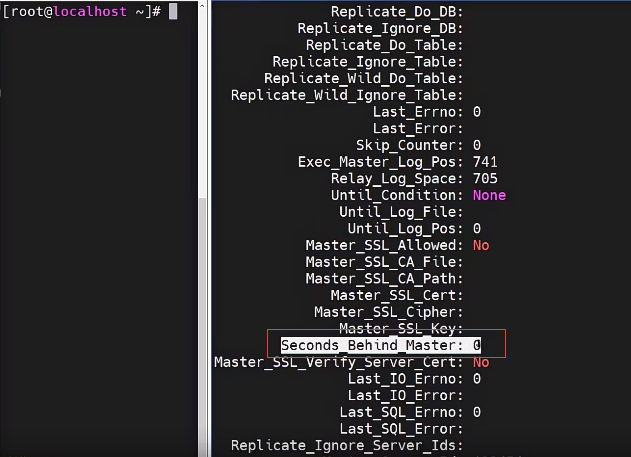 [root@localhost ~]#
Replicate_Do_DB:
Replicate_Ignore_DB:
Replicate_Do_Table:
Replicate_Ignore_Table:
Replicate_Wild_Do_Table:
Replicate_Wild_Ignore_Table:
Last_Errno: 0
Last_Error:
Skip_Counter: 0
Exec_Master_Log_Pos: 741
Relay_Log_Space: 705
Until_Condition: None
Until_Log_File:
Until_Log_Pos: 0
Master_SSL_Allowed: No
Master_SSL_CA_File:
Master_SSL_CA_Path:
Master_SSL_Cert:
Master_SSL_Cipher:
Master_SSL_Key:
Seconds_Behind_Master: 0
Master_SSL_Verify_Server_Cert: No
Last_IO_Errno: 0
Last_IO_Error:
Last_SQL_Errno: 0
Last_SQL_Error:
Replicate_Ignore_Server_Ids: